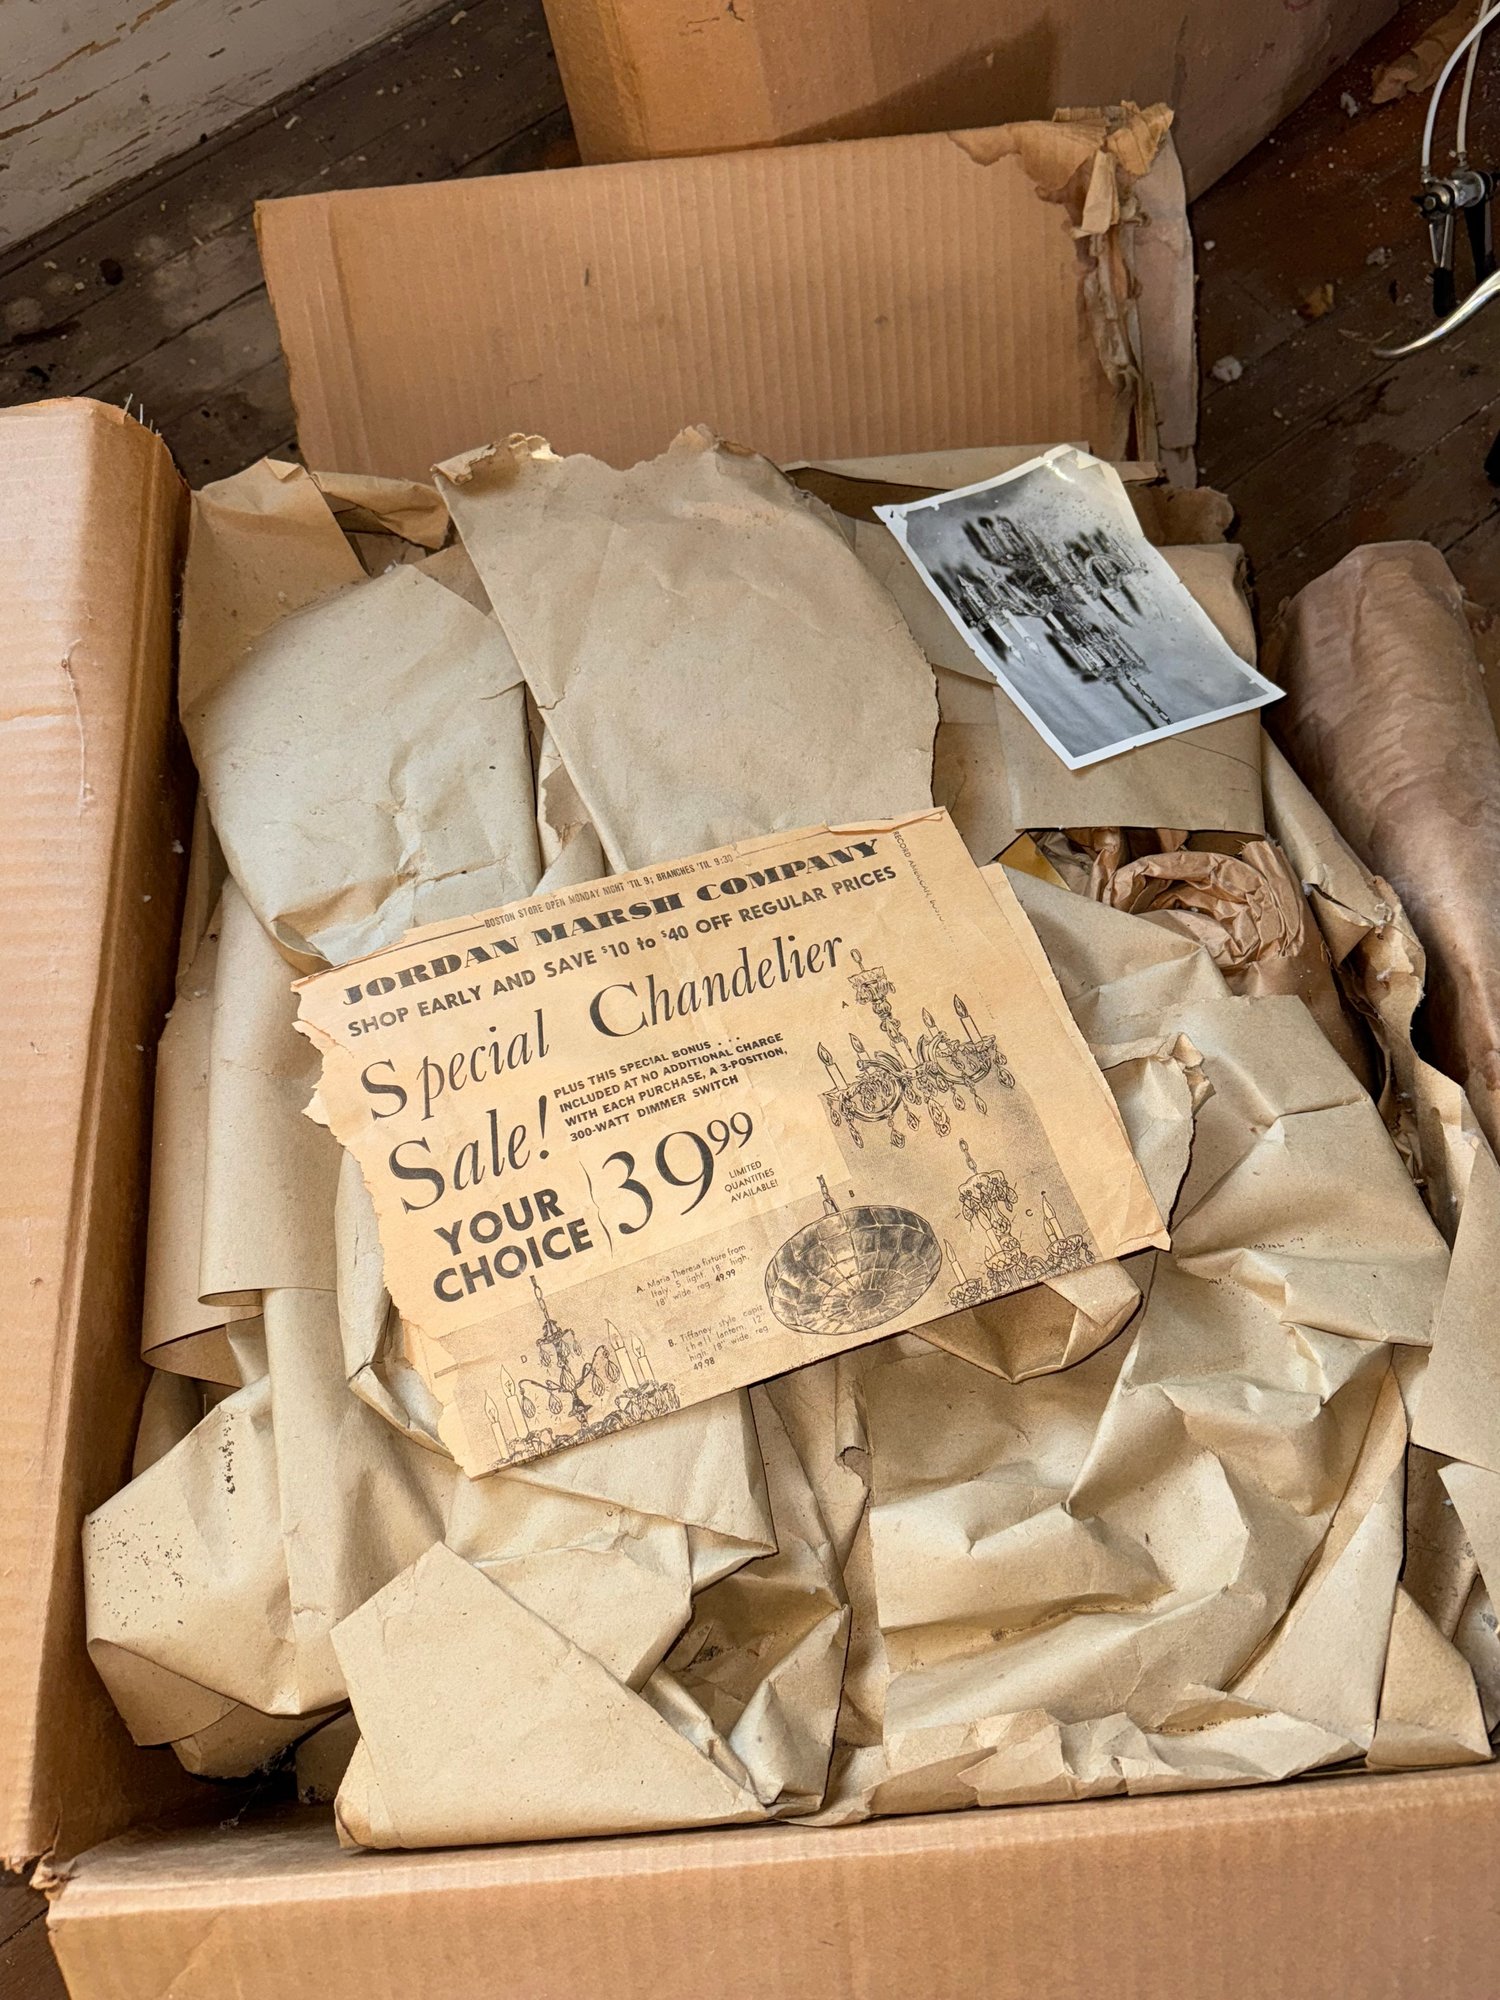 BOSTON STORE OPEN MONDAY NIGHT 'TIL 9; BRANCHES 'TIL 9:30
JORDAN MARSH COMPANY
SHOP EARLY AND SAVE $10 to $40 OFF REGULAR PRICES
Special Chandelier
Sale!
PLUS THIS SPECIAL BONUS . . .
INCLUDED AT NO ADDITIONAL CHARGE
WITH EACH PURCHASE, A 3-POSITION,
300-WATT DIMMER SWITCH
YOUR
CHOICE
39.99
LIMITED
QUANTITIES
AVAILABLE!
A
B
C
D
A. Maria Theresa fixture from
Italy. 5 light, 18" high,
18" wide, reg. 49.99
B. Tiffaney style capiz
shell lantern, 12"
high, 18" wide, reg.
49.98
RECORD AMERICAN,